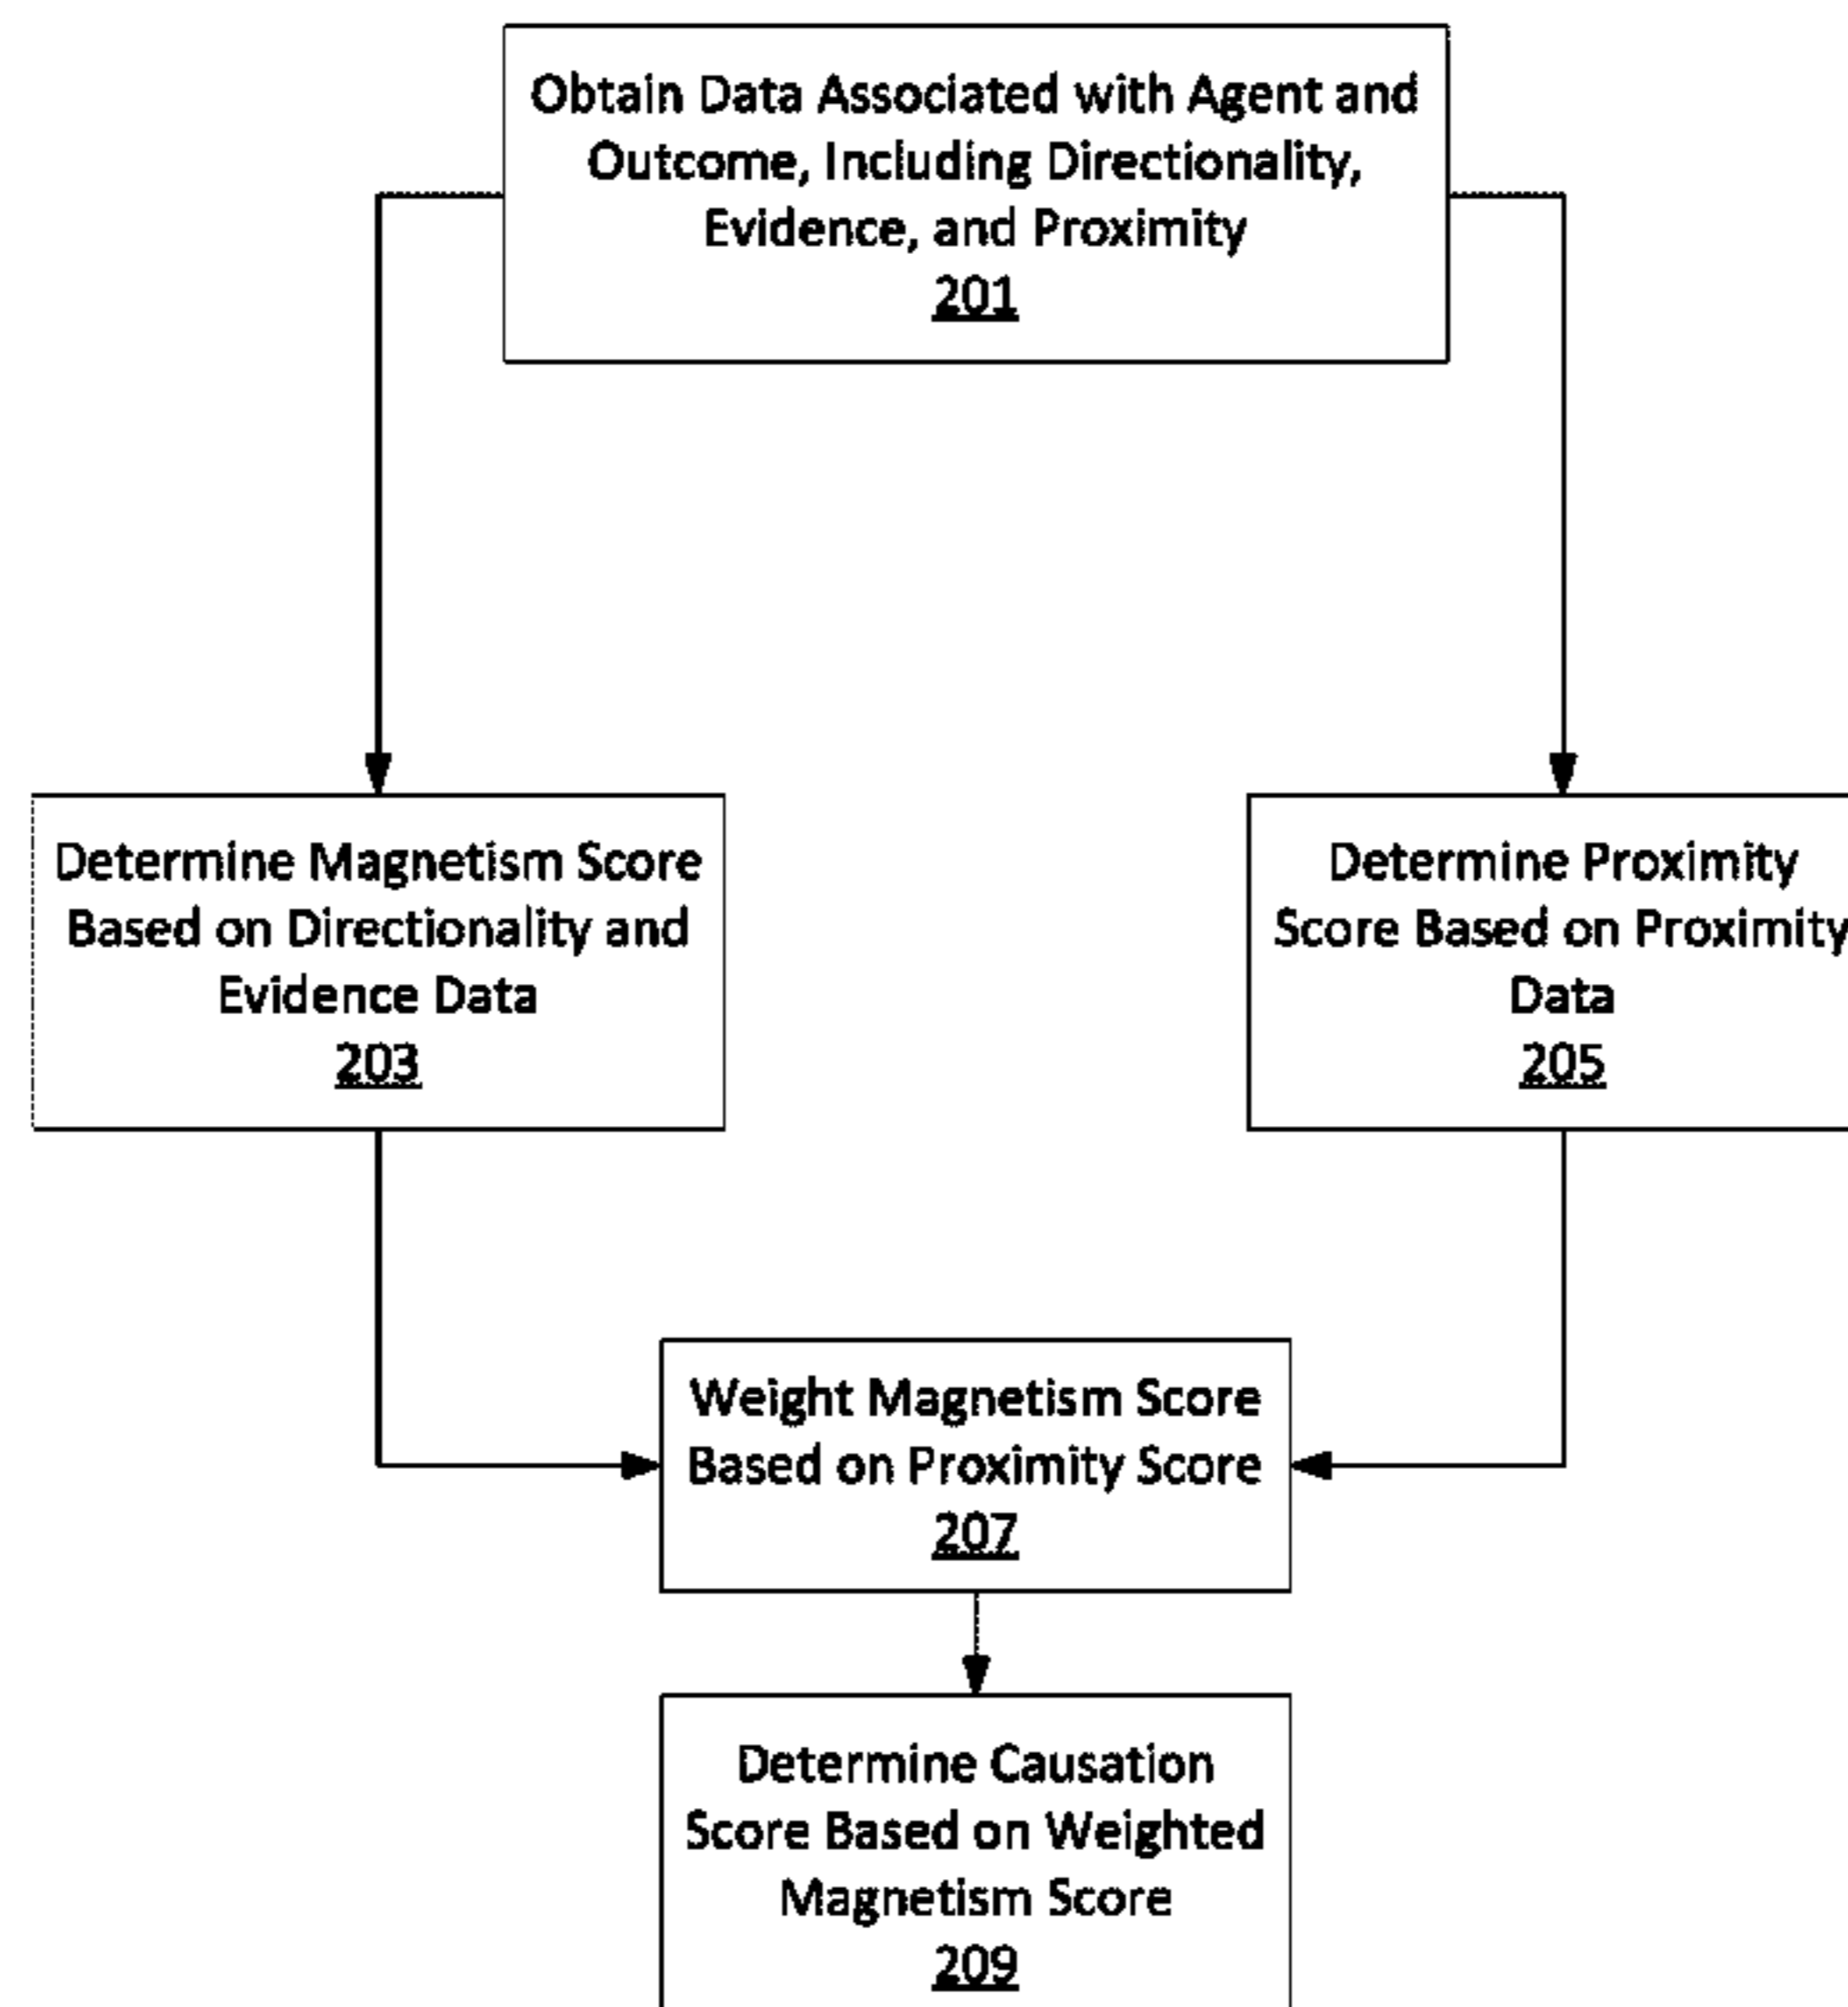 Obtain Data Associated with Agent and
Outcome, Including Directionality,
Evidence, and Proximity
201
Determine Magnetism Score
Based on Directionality and
Evidence Data
203
Determine Proximity
Score Based on Proximity
Data
205
Weight Magnetism Score
Based on Proximity Score
207
Determine Causation
Score Based on Weighted
Magnetism Score
209